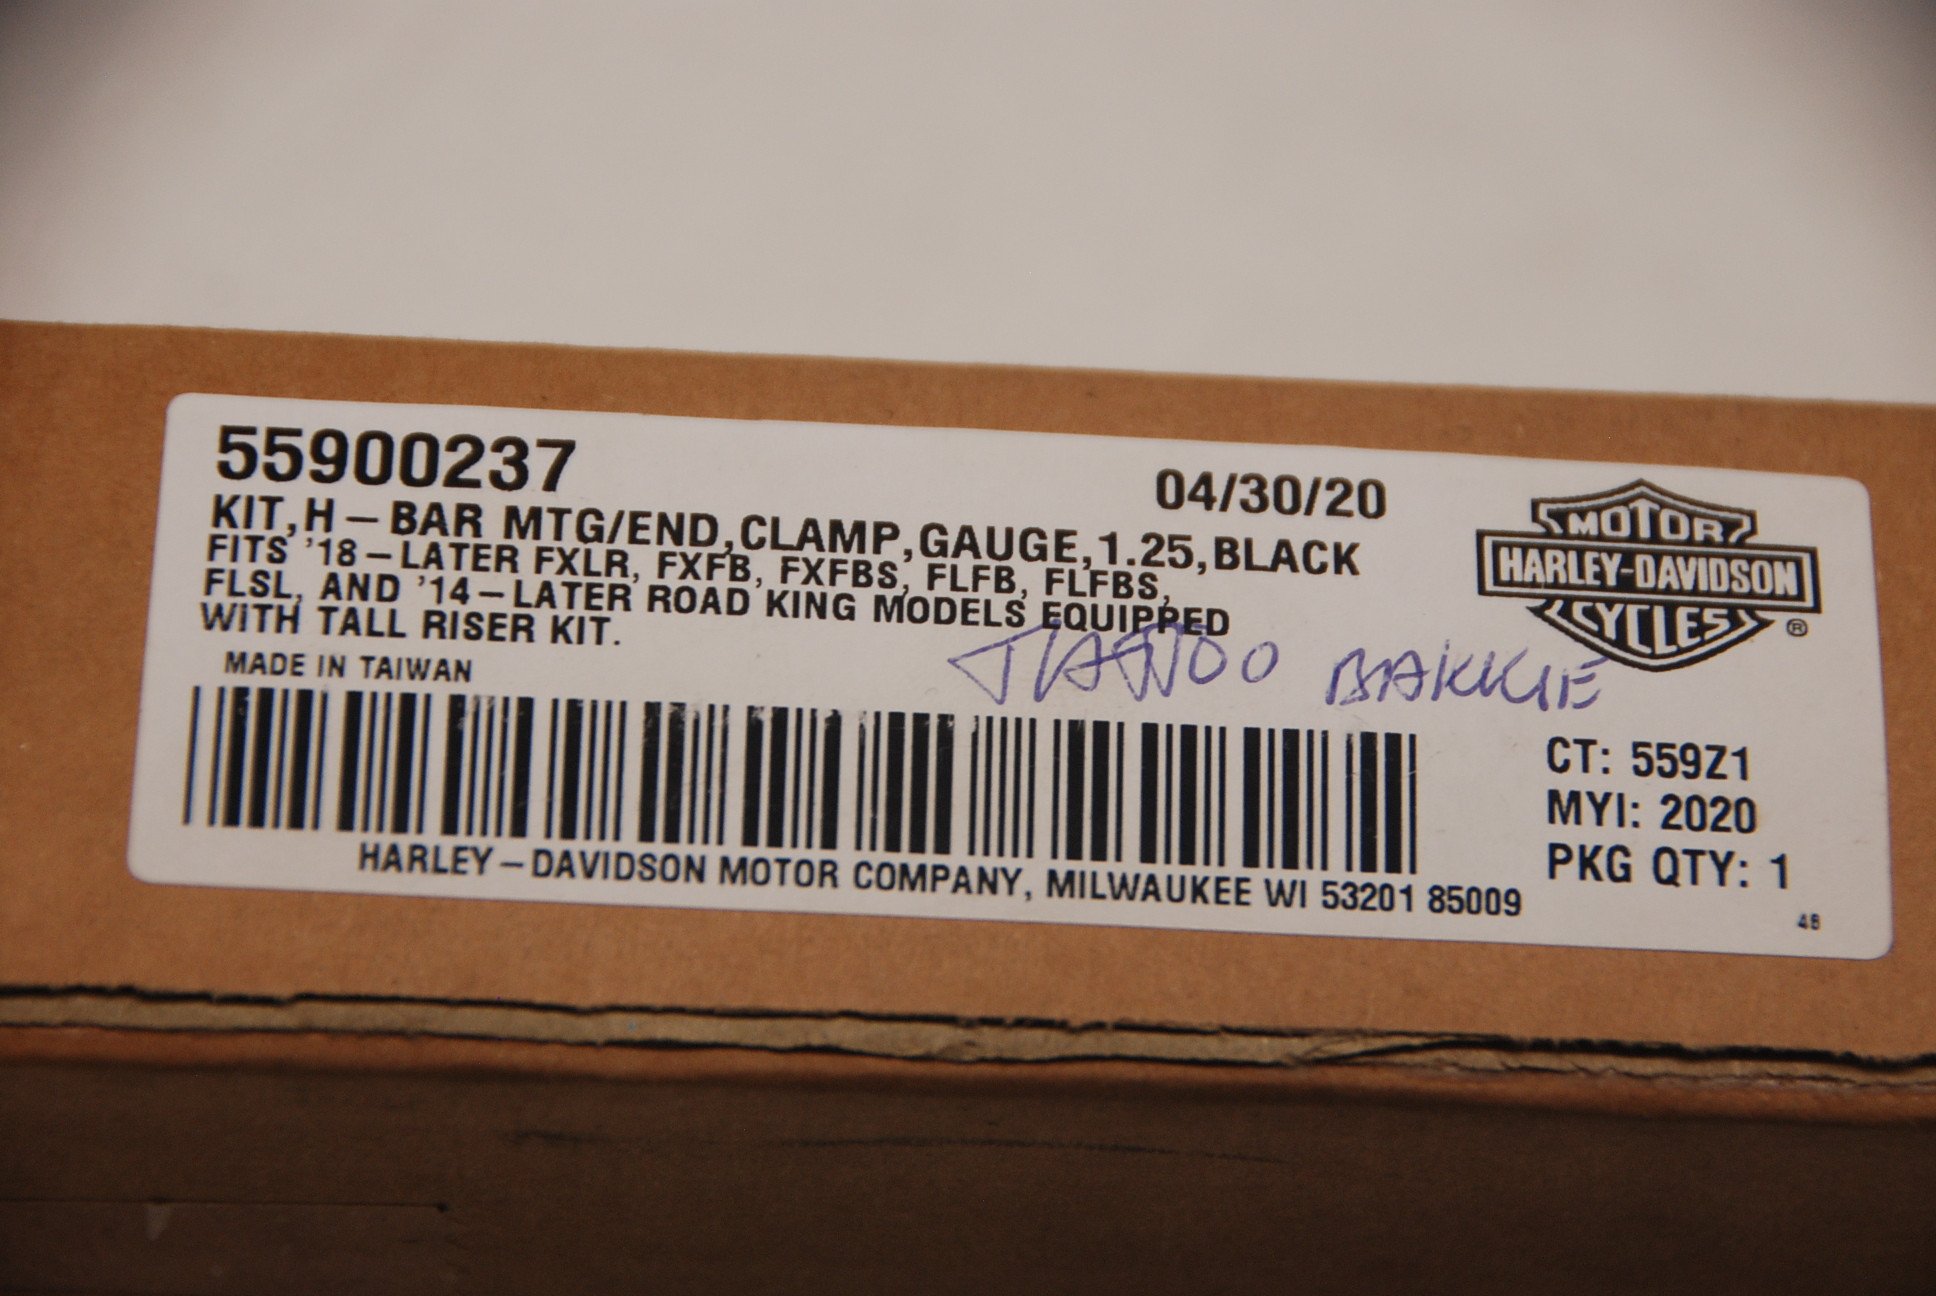 55900237
04/30/20
KIT,H-BAR MTG/END,CLAMP,GAUGE,1.25,BLACK
FITS '18-LATER FXLR, FXFB, FXFBS, FLFB, FLFBS,
FLSL, AND '14-LATER ROAD KING MODELS EQUIPPED
WITH TALL RISER KIT.
MADE IN TAIWAN
MOTOR
HARLEY-DAVIDSON
CYCLES
®
BAKKIE
CT: 559Z1
MYI: 2020
PKG QTY: 1
HARLEY-DAVIDSON MOTOR COMPANY, MILWAUKEE WI 53201 85009